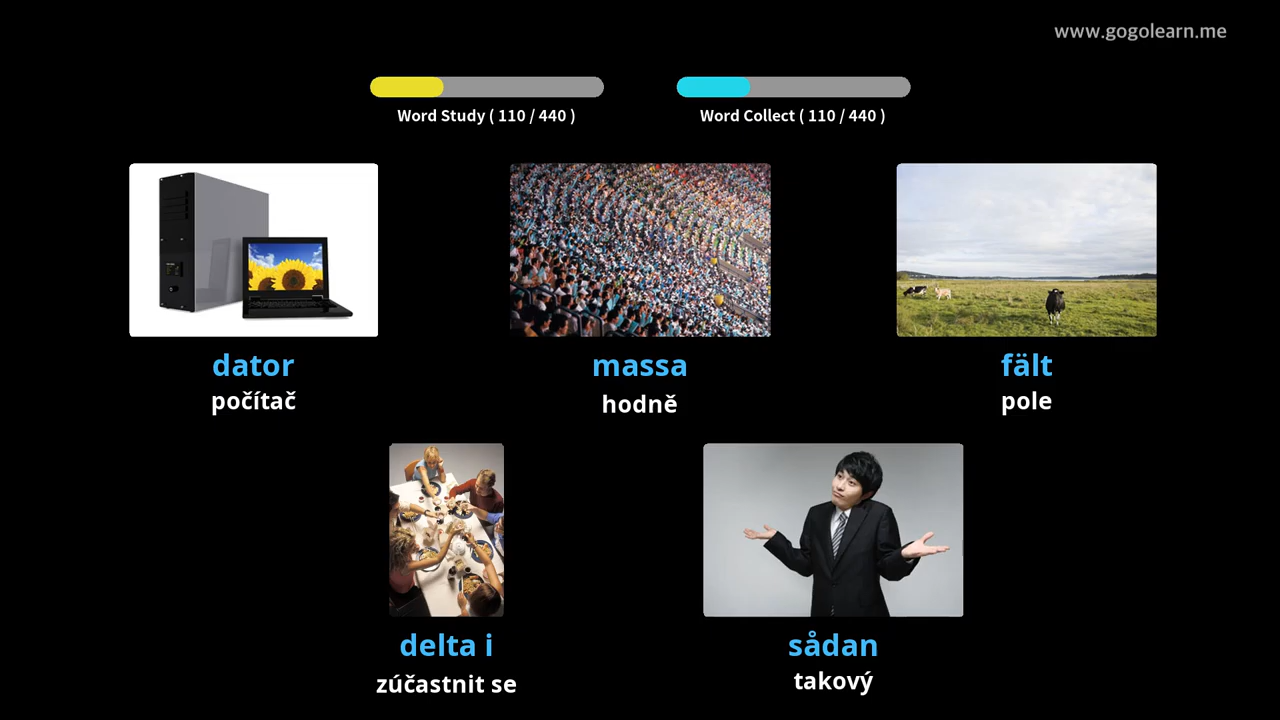 www.gogolearn.me
Word Study ( 110 / 440 )
Word Collect ( 110 / 440 )
dator
počítač
massa
hodně
fält
pole
delta i
zúčastnit se
sådan
takový